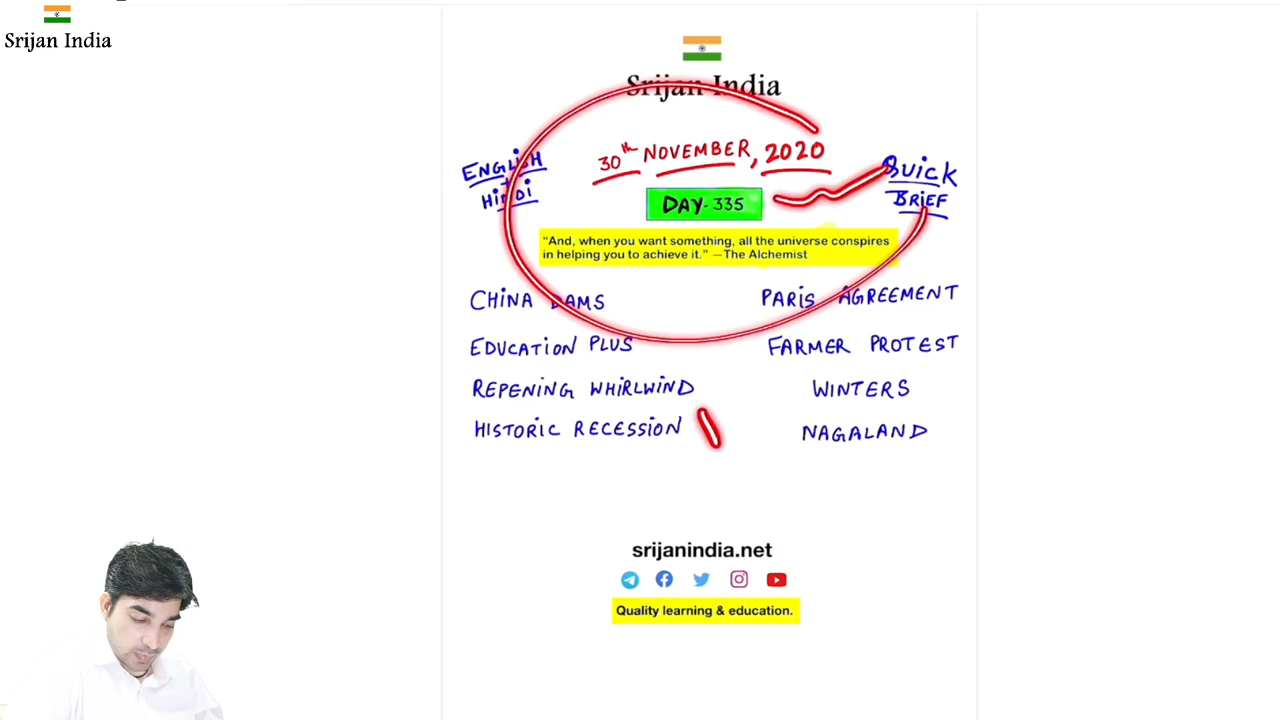 Srijan India
Srijan India
30th NOVEMBER, 2020
ENGLISH
+
HINDI
QUICK
BRIEF
DAY-335
"And, when you want something, all the universe conspires
in helping you to achieve it." —The Alchemist
CHINA DAMS
PARIS AGREEMENT
EDUCATION PLUS
FARMER PROTEST
REPENING WHIRLWIND
WINTERS
HISTORIC RECESSION
NAGALAND
srijanindia.net
Quality learning & education.